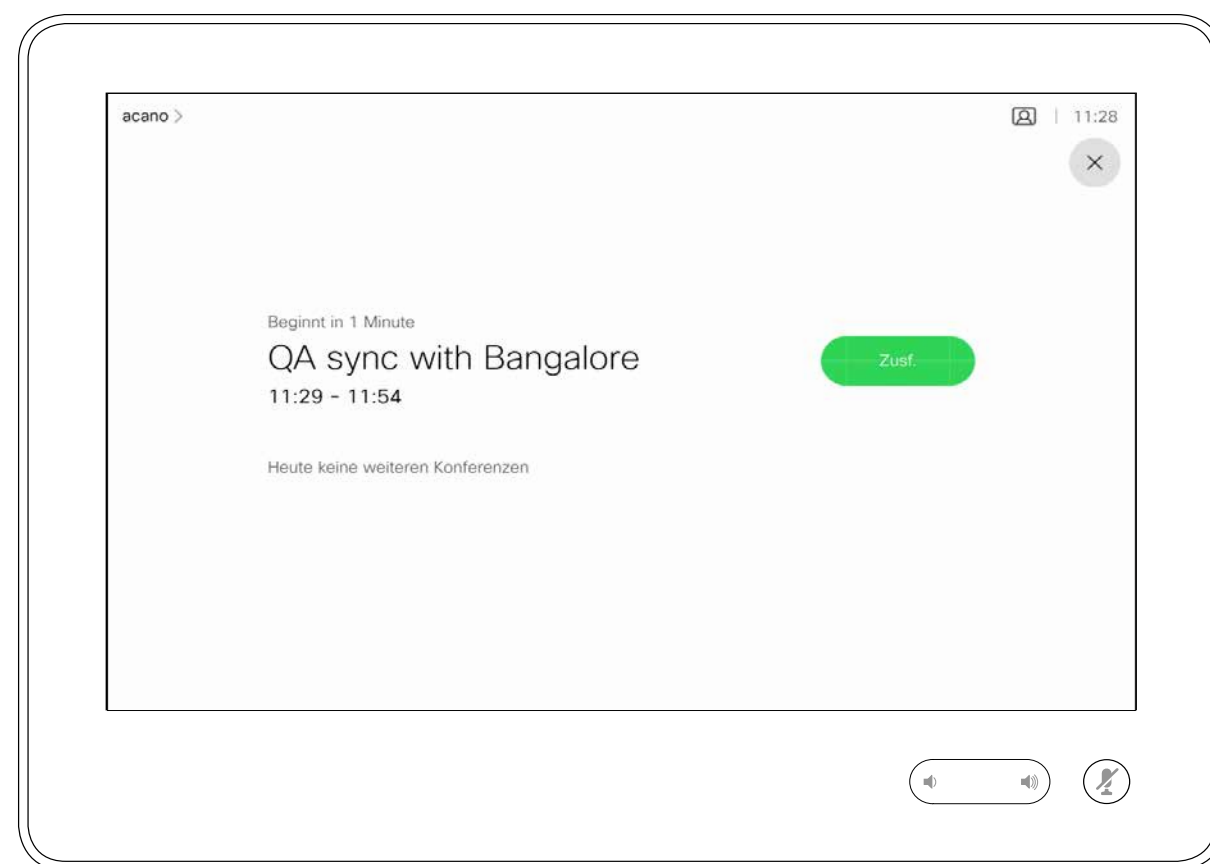 acano
11:28
Beginnt in 1 Minute
QA sync with Bangalore
11:29 - 11:54
Zusf.
Heute keine weiteren Konferenzen